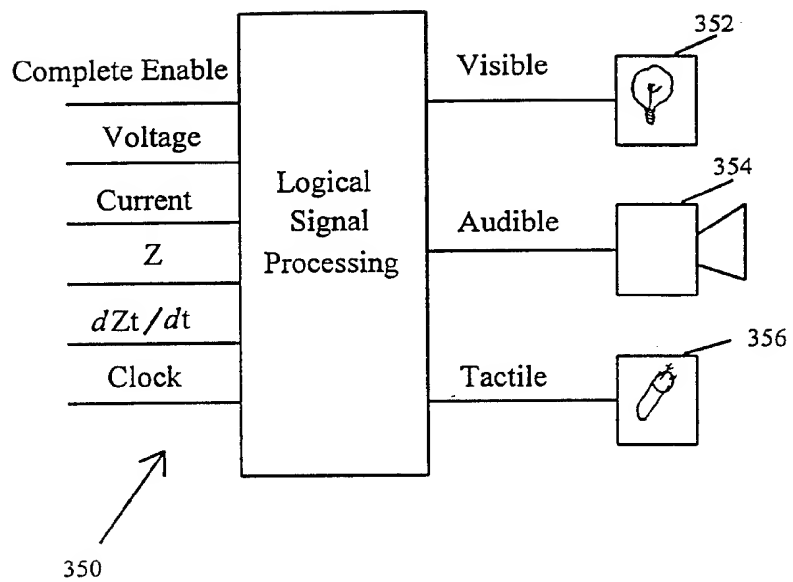 352
Complete Enable
Visible
Voltage
354
Current
Logical
Signal
Processing
Audible
Z
dZt/dt
356
Clock
Tactile
350